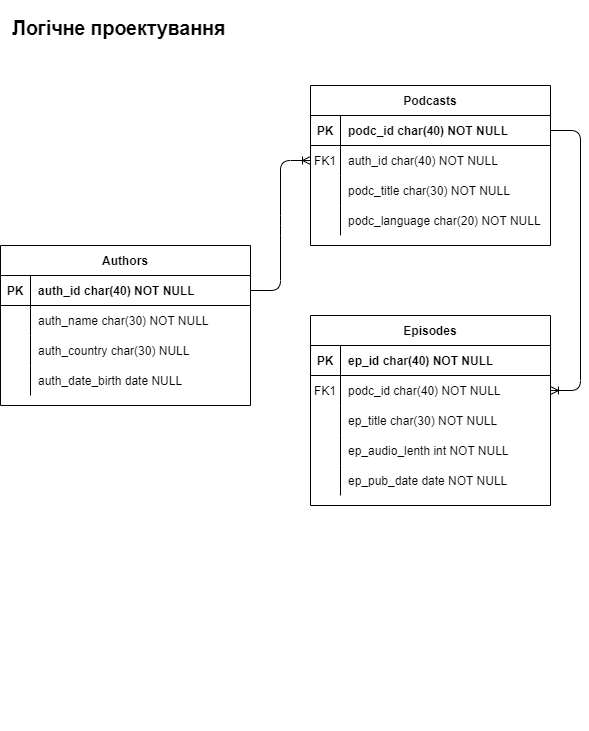 Логічне проектування
Podcasts
PK podc_id char(40) NOT NULL
FK1 auth_id char(40) NOT NULL
podc_title char(30) NOT NULL
podc_language char(20) NOT NULL
Authors
PK auth_id char(40) NOT NULL
auth_name char(30) NOT NULL
auth_country char(30) NULL
auth_date_birth date NULL
Episodes
PK ep_id char(40) NOT NULL
FK1 podc_id char(40) NOT NULL
ep_title char(30) NOT NULL
ep_audio_lenth int NOT NULL
ep_pub_date date NOT NULL